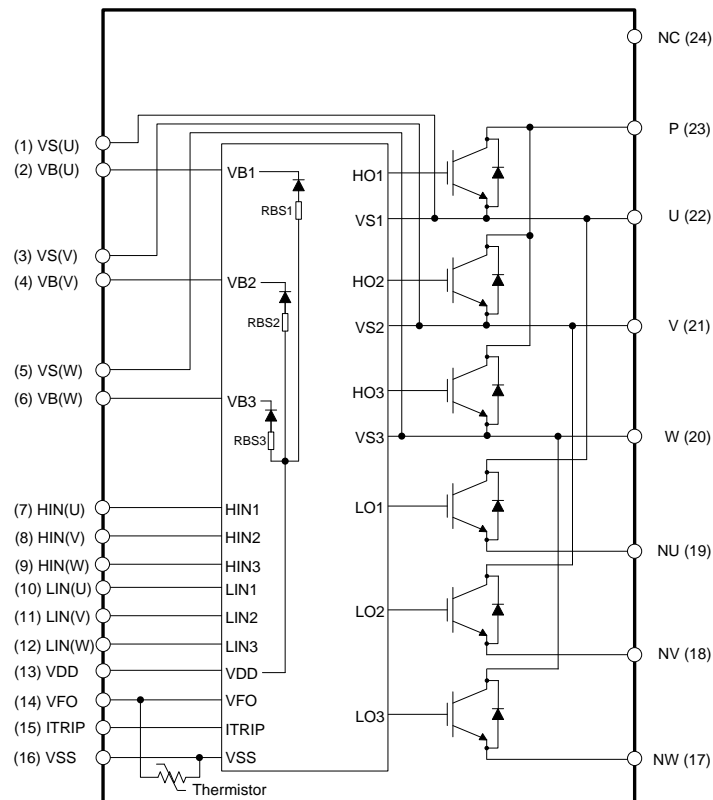 NC (24)
P (23)
(1) VS(U)
(2) VB(U)
VB1
HO1
RBS1
VS1
U (22)
(3) VS(V)
(4) VB(V)
VB2
HO2
RBS2
VS2
V (21)
(5) VS(W)
(6) VB(W)
VB3
HO3
RBS3
VS3
W (20)
(7) HIN(U)
HIN1
LO1
(8) HIN(V)
HIN2
NU (19)
(9) HIN(W)
HIN3
(10) LIN(U)
LIN1
(11) LIN(V)
LIN2
LO2
(12) LIN(W)
LIN3
NV (18)
(13) VDD
VDD
(14) VFO
VFO
LO3
(15) ITRIP
ITRIP
(16) VSS
VSS
NW (17)
Thermistor